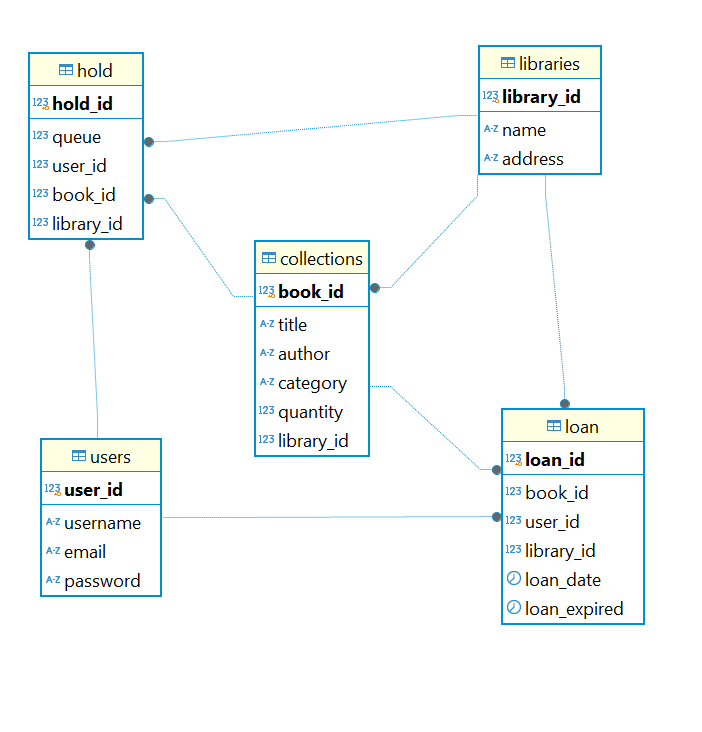 hold
123 hold_id
123 queue
123 user_id
123 book_id
123 library_id
libraries
123 library_id
A-Z name
A-Z address
collections
123 book_id
A-Z title
A-Z author
A-Z category
123 quantity
123 library_id
users
123 user_id
A-Z username
A-Z email
A-Z password
loan
123 loan_id
123 book_id
123 user_id
123 library_id
loan_date
loan_expired